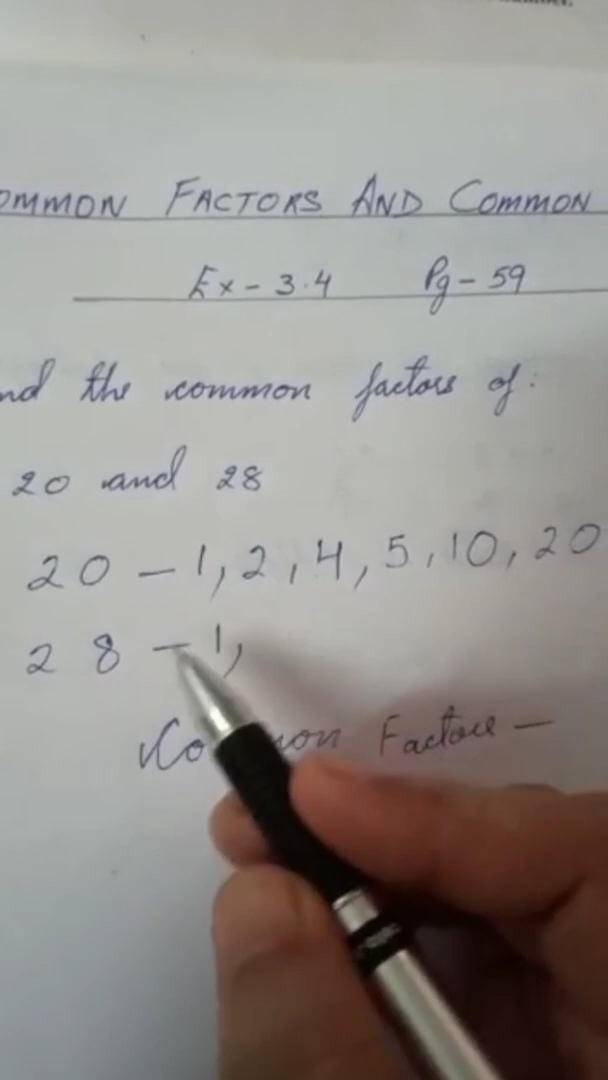 OMMON FACTORS AND COMMON
Ex - 3.4 Pg - 59
nd the common factors of:
20 and 28
20 - 1, 2, 4, 5, 10, 20
28 - 1,
Factors -